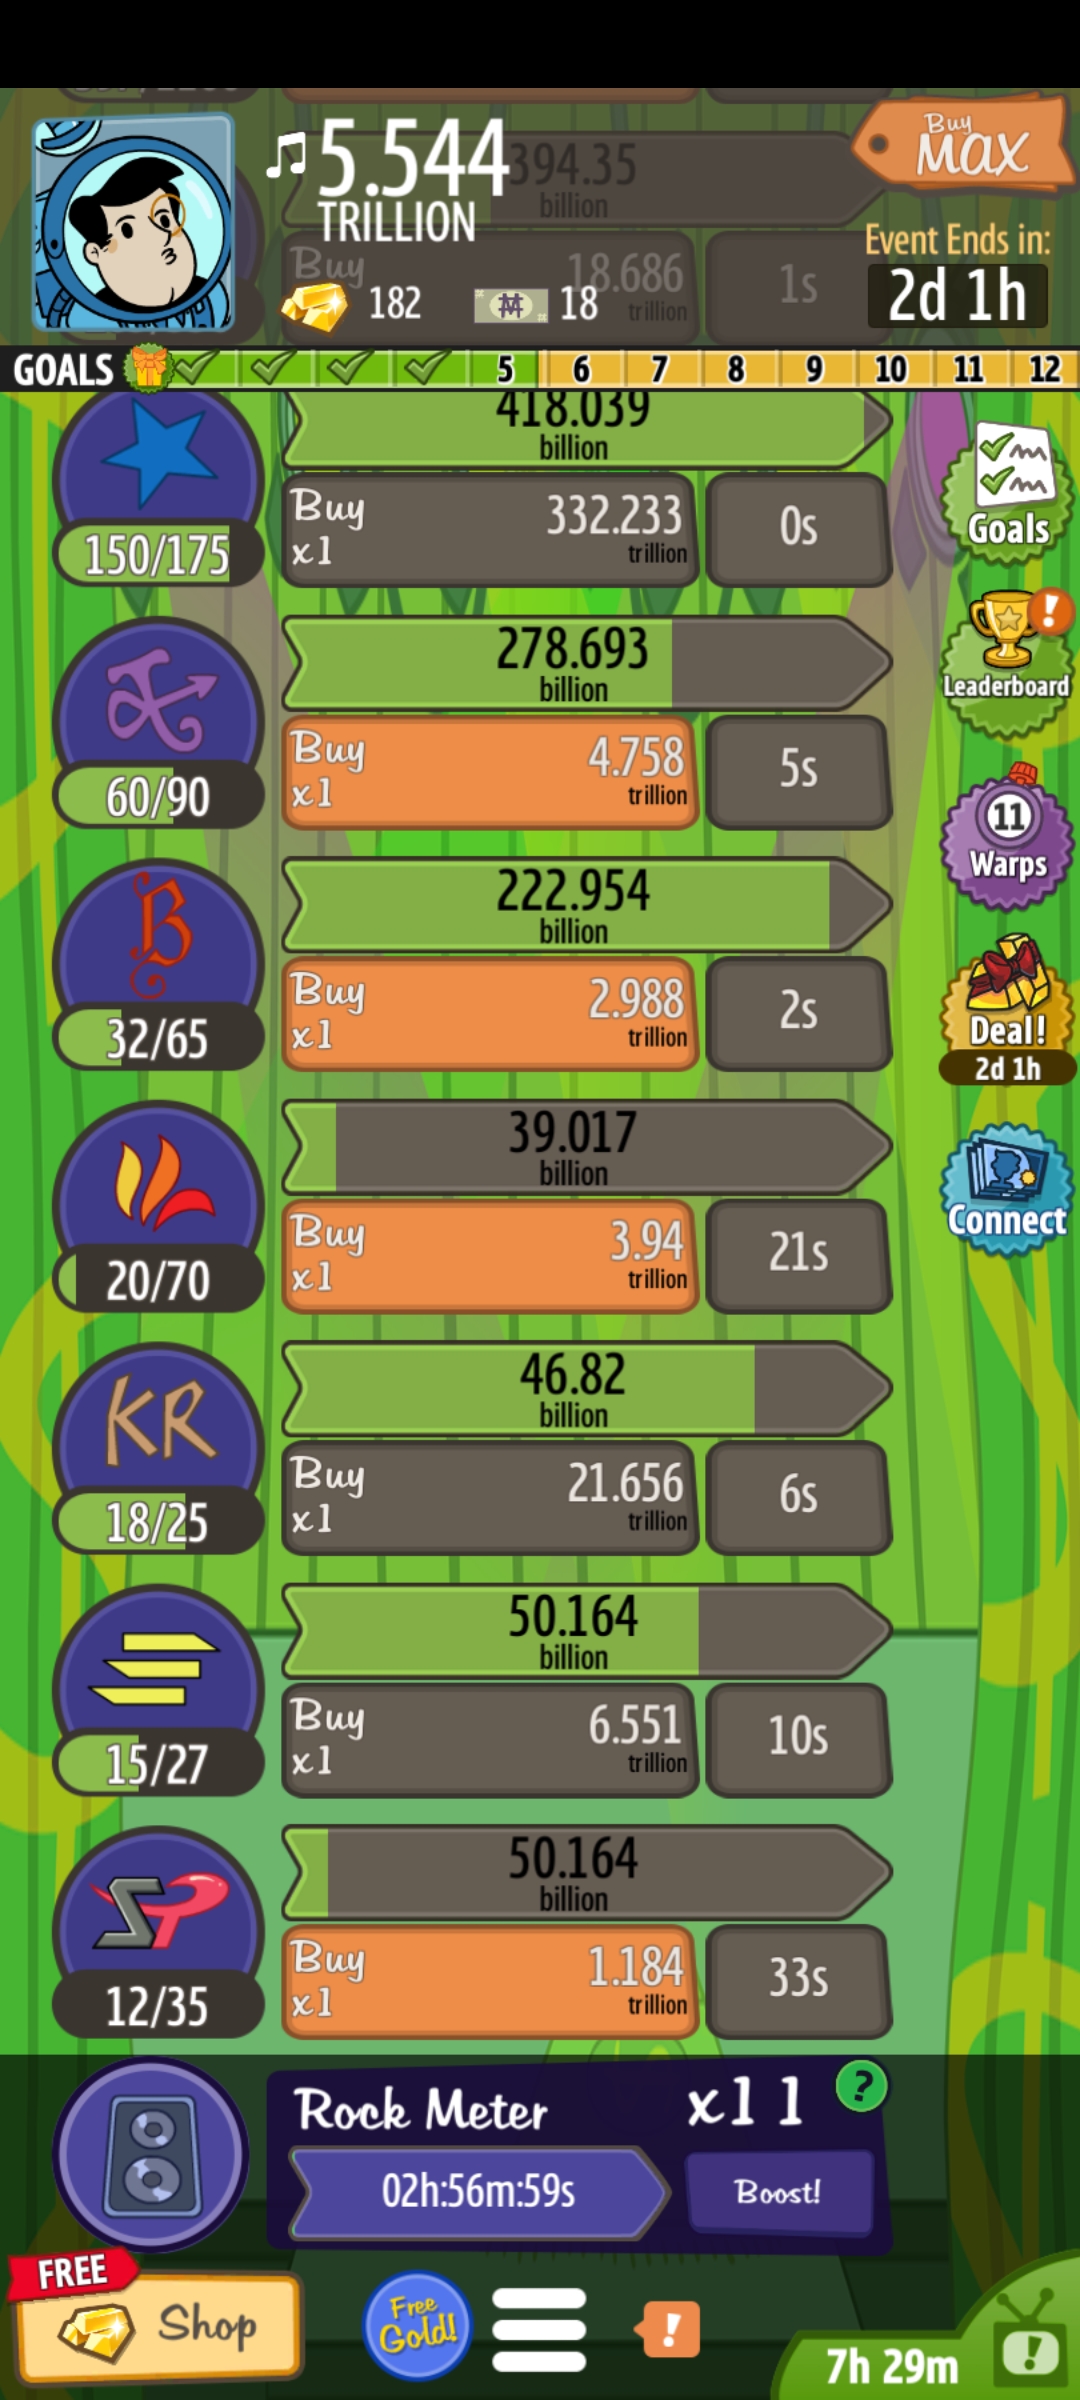 5.544
TRILLION
394.35
billion
Buy
MAX
Event Ends in:
2d 1h
Buy
18.686
trillion
1s
182
18
GOALS
5
6
7
8
9
10
11
12
418.039
billion
150/175
Buy
x1
332.233
trillion
0s
Goals
278.693
billion
60/90
Buy
x1
4.758
trillion
5s
Leaderboard
222.954
billion
32/65
Buy
x1
2.988
trillion
2s
11
Warps
Deal!
2d 1h
39.017
billion
20/70
Buy
x1
3.94
trillion
21s
Connect
46.82
billion
KR
18/25
Buy
x1
21.656
trillion
6s
50.164
billion
15/27
Buy
x1
6.551
trillion
10s
50.164
billion
12/35
Buy
x1
1.184
trillion
33s
Rock Meter
x11
?
02h:56m:59s
Boost!
FREE
Shop
Free
Gold!
!
7h 29m
!